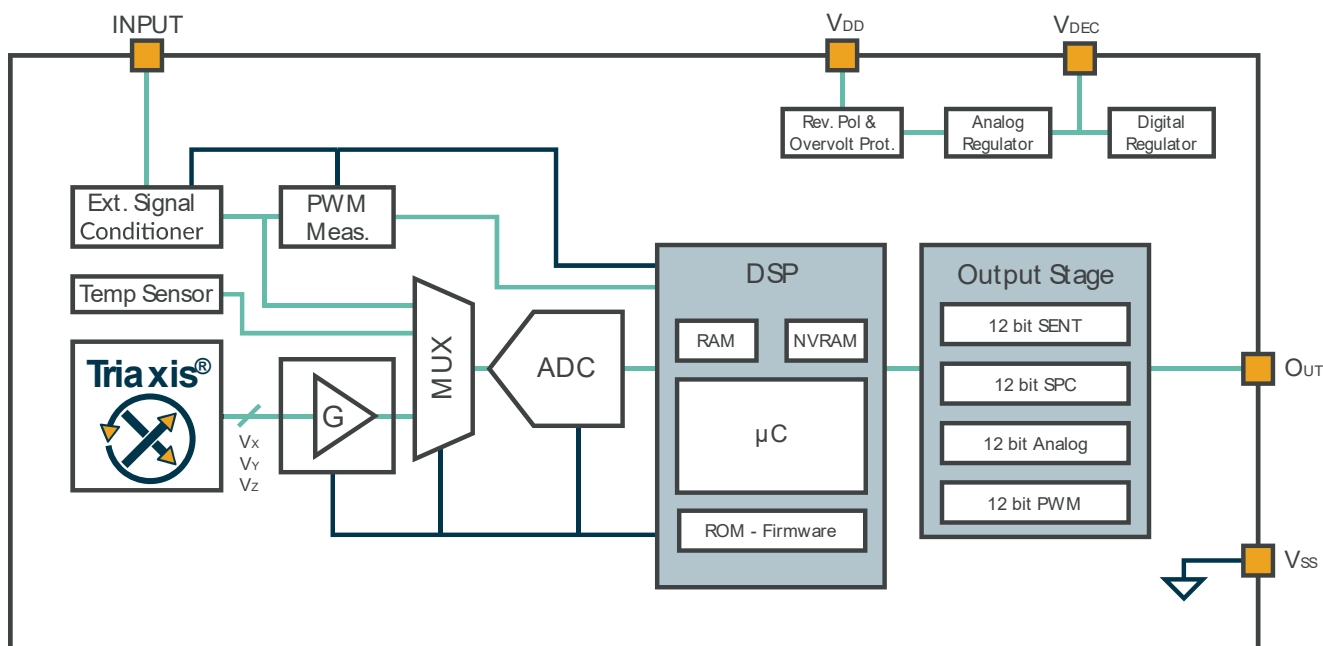 INPUT
VDD
VDEC
Rev. Pol &
Overvolt Prot.
Analog
Regulator
Digital
Regulator
Ext. Signal
Conditioner
PWM
Meas.
Temp Sensor
Triaxis®
VX
VY
VZ
G
MUX
ADC
DSP
RAM
NVRAM
µC
ROM - Firmware
Output Stage
12 bit SENT
12 bit SPC
12 bit Analog
12 bit PWM
OUT
VSS